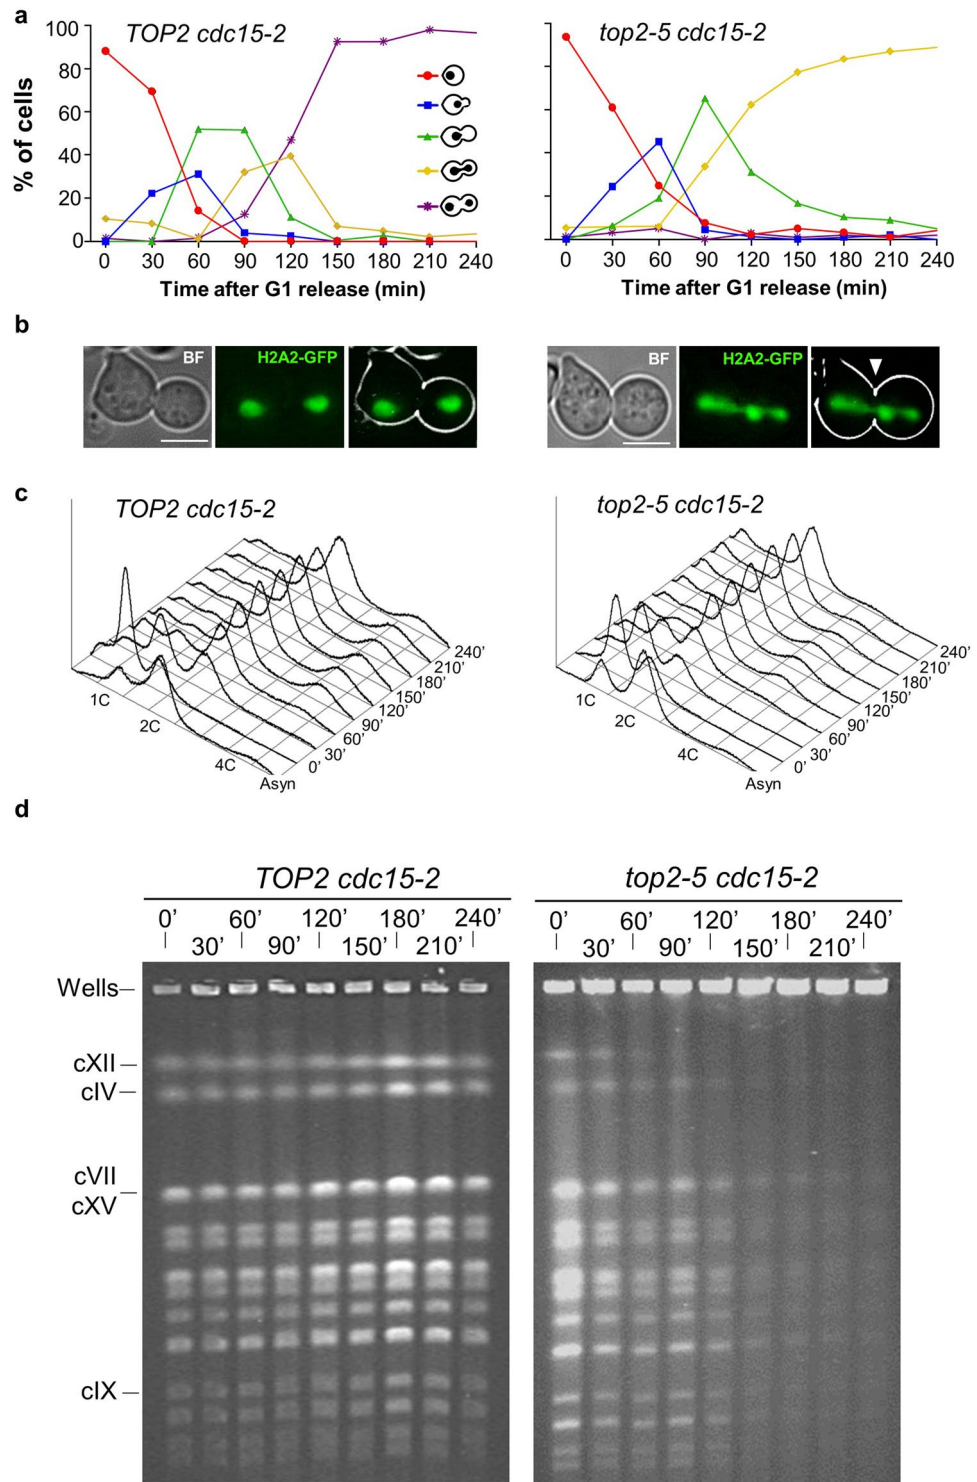 a
TOP2 cdc15-2
top2-5 cdc15-2
% of cells
100
80
60
40
20
0
0 30 60 90 120 150 180 210 240
Time after G1 release (min)
0 30 60 90 120 150 180 210 240
Time after G1 release (min)
b
BF
H2A2-GFP
BF
H2A2-GFP
c
TOP2 cdc15-2
top2-5 cdc15-2
1C
2C
4C
Asyn
0’
30’
60’
90’
120’
150’
180’
210’
240’
1C
2C
4C
Asyn
0’
30’
60’
90’
120’
150’
180’
210’
240’
d
TOP2 cdc15-2
top2-5 cdc15-2
0’ 60’ 120’ 180’ 240’
30’ 90’ 150’ 210’
0’ 60’ 120’ 180’ 240’
30’ 90’ 150’ 210’
Wells
cXII
cIV
cVII
cXV
cIX